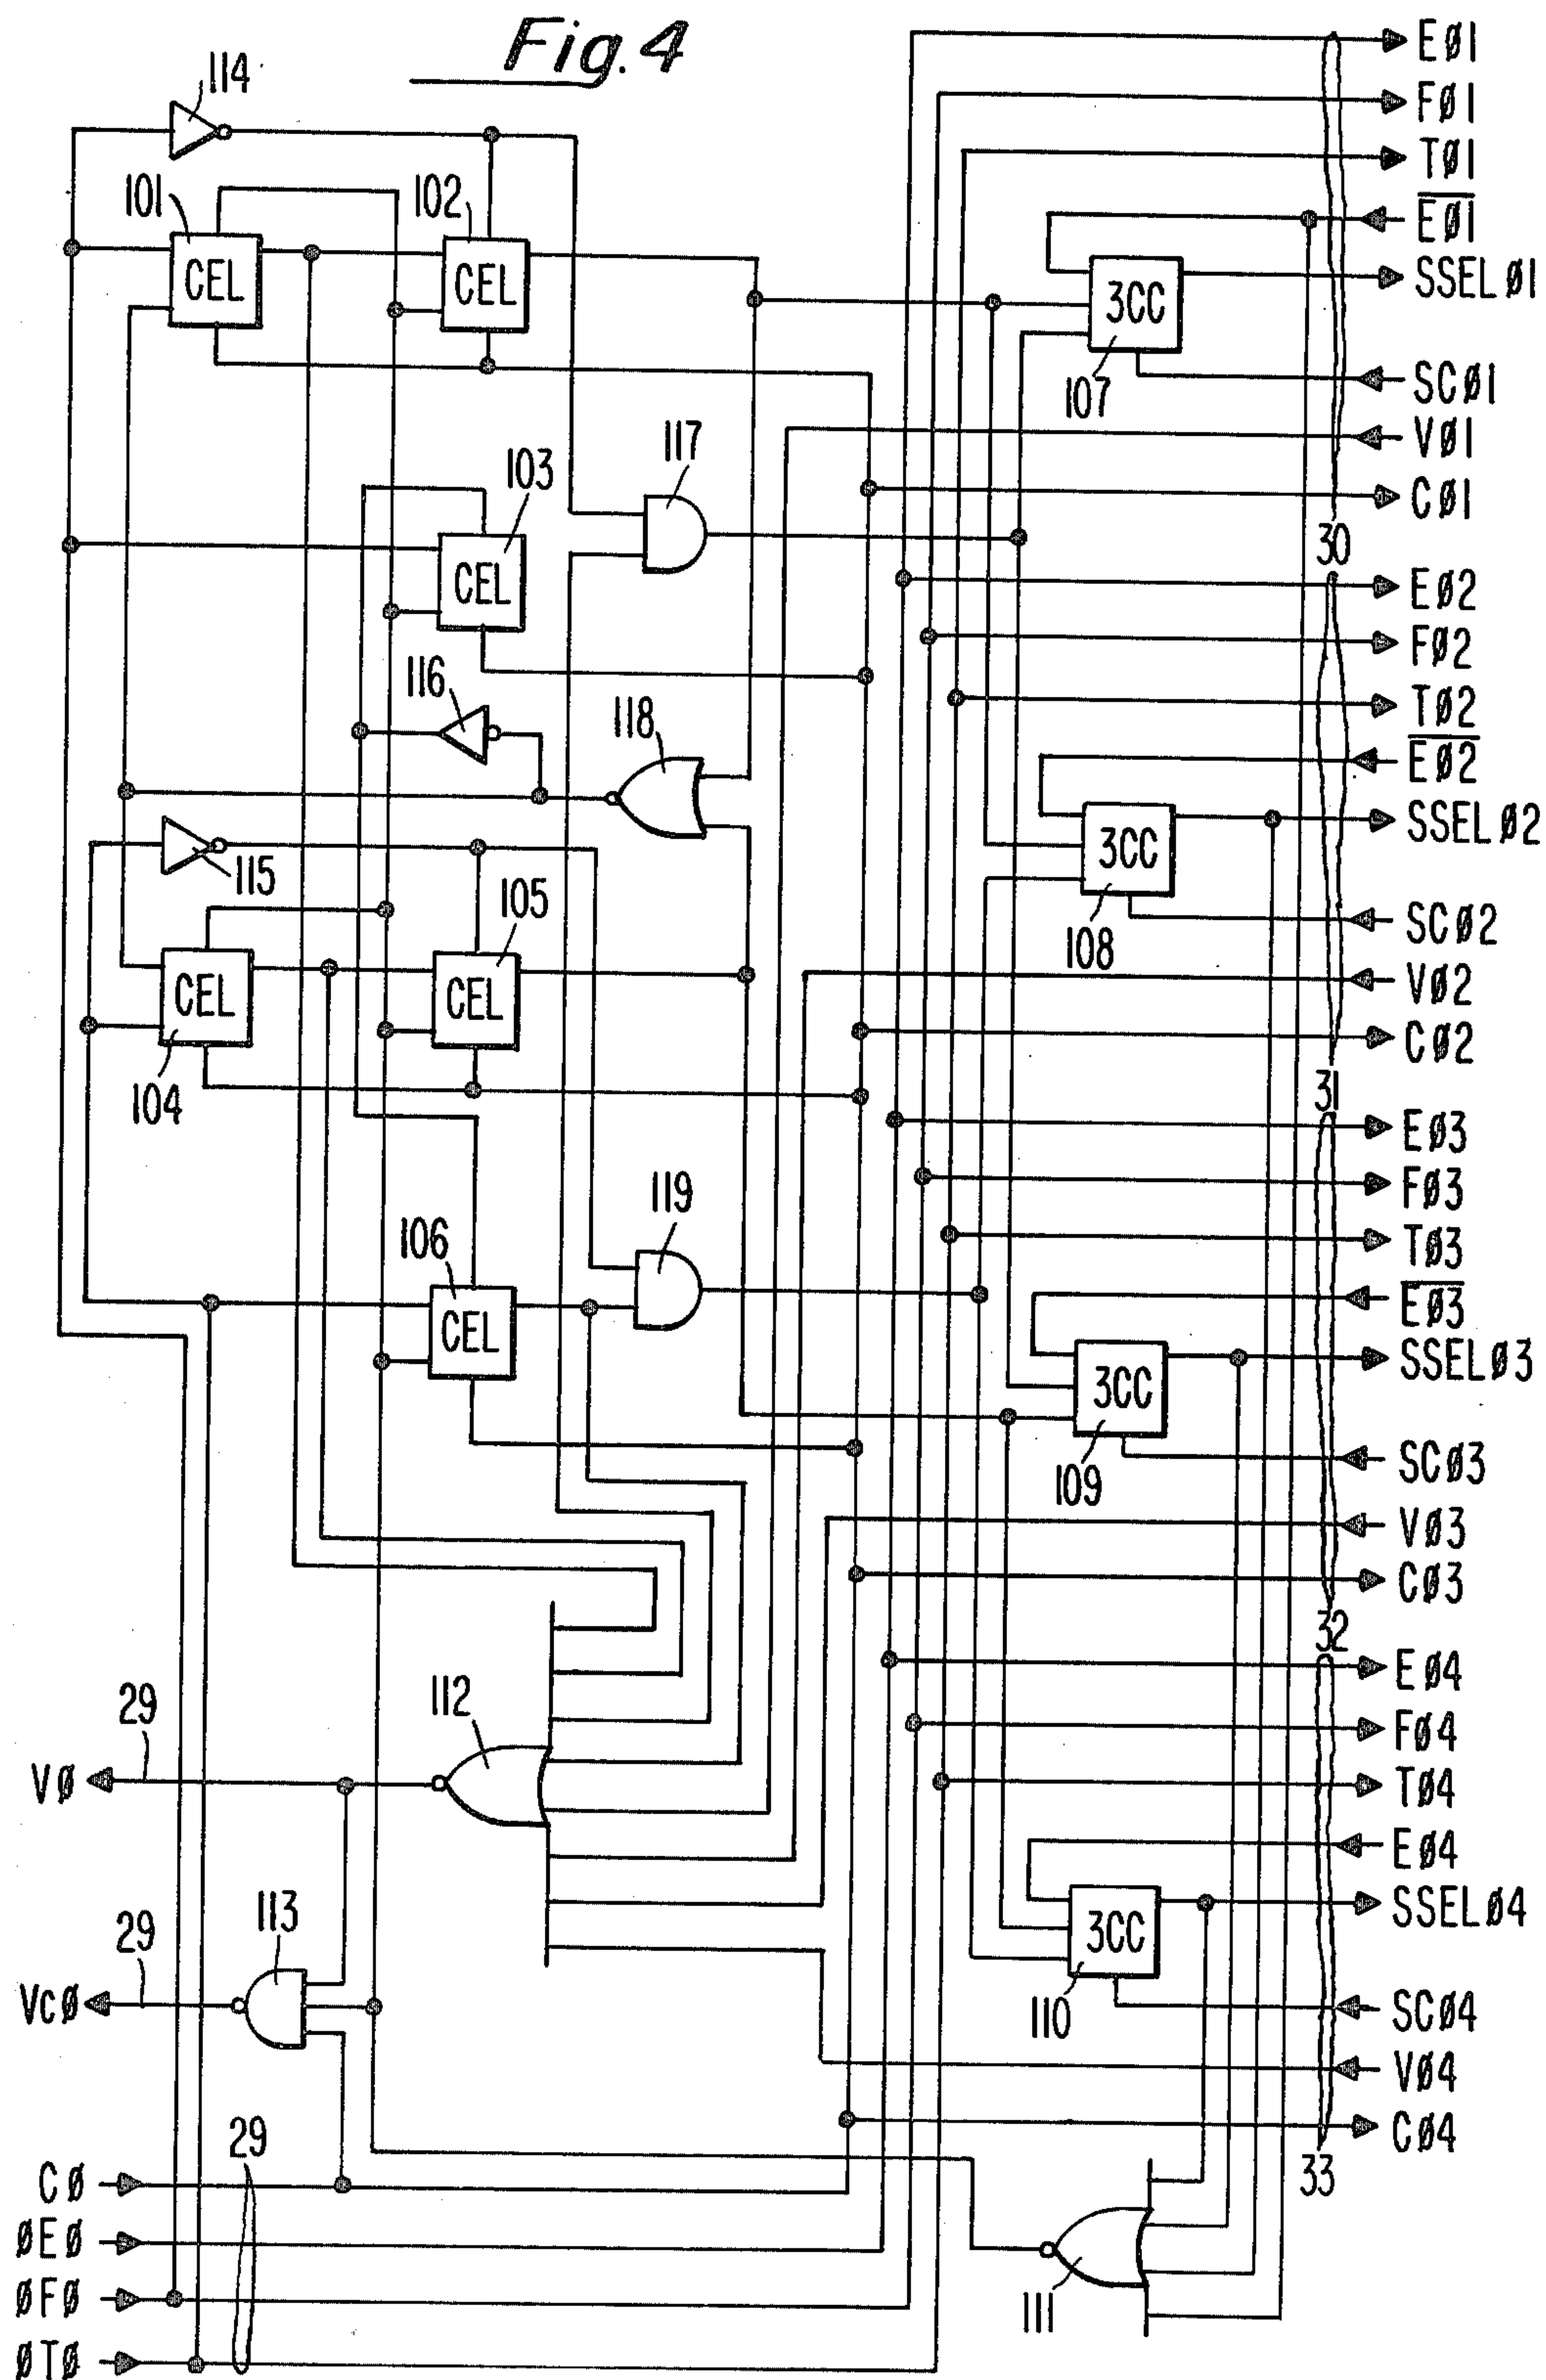 Fig. 4
114
101
CEL
102
CEL
103
CEL
117
116
118
115
104
CEL
105
CEL
106
CEL
119
112
29
VØ
113
29
VcØ
29
CØ
ØEØ
ØFØ
ØTØ
111
EØ1
FØ1
TØ1
E̅Ø̅1̅
3CC
107
SSELØ1
SCØ1
VØ1
CØ1
30
EØ2
FØ2
TØ2
E̅Ø̅2̅
3CC
108
SSELØ2
SCØ2
VØ2
CØ2
31
EØ3
FØ3
TØ3
E̅Ø̅3̅
3CC
109
SSELØ3
SCØ3
VØ3
CØ3
32
EØ4
FØ4
TØ4
EØ4
3CC
110
SSELØ4
SCØ4
VØ4
CØ4
33